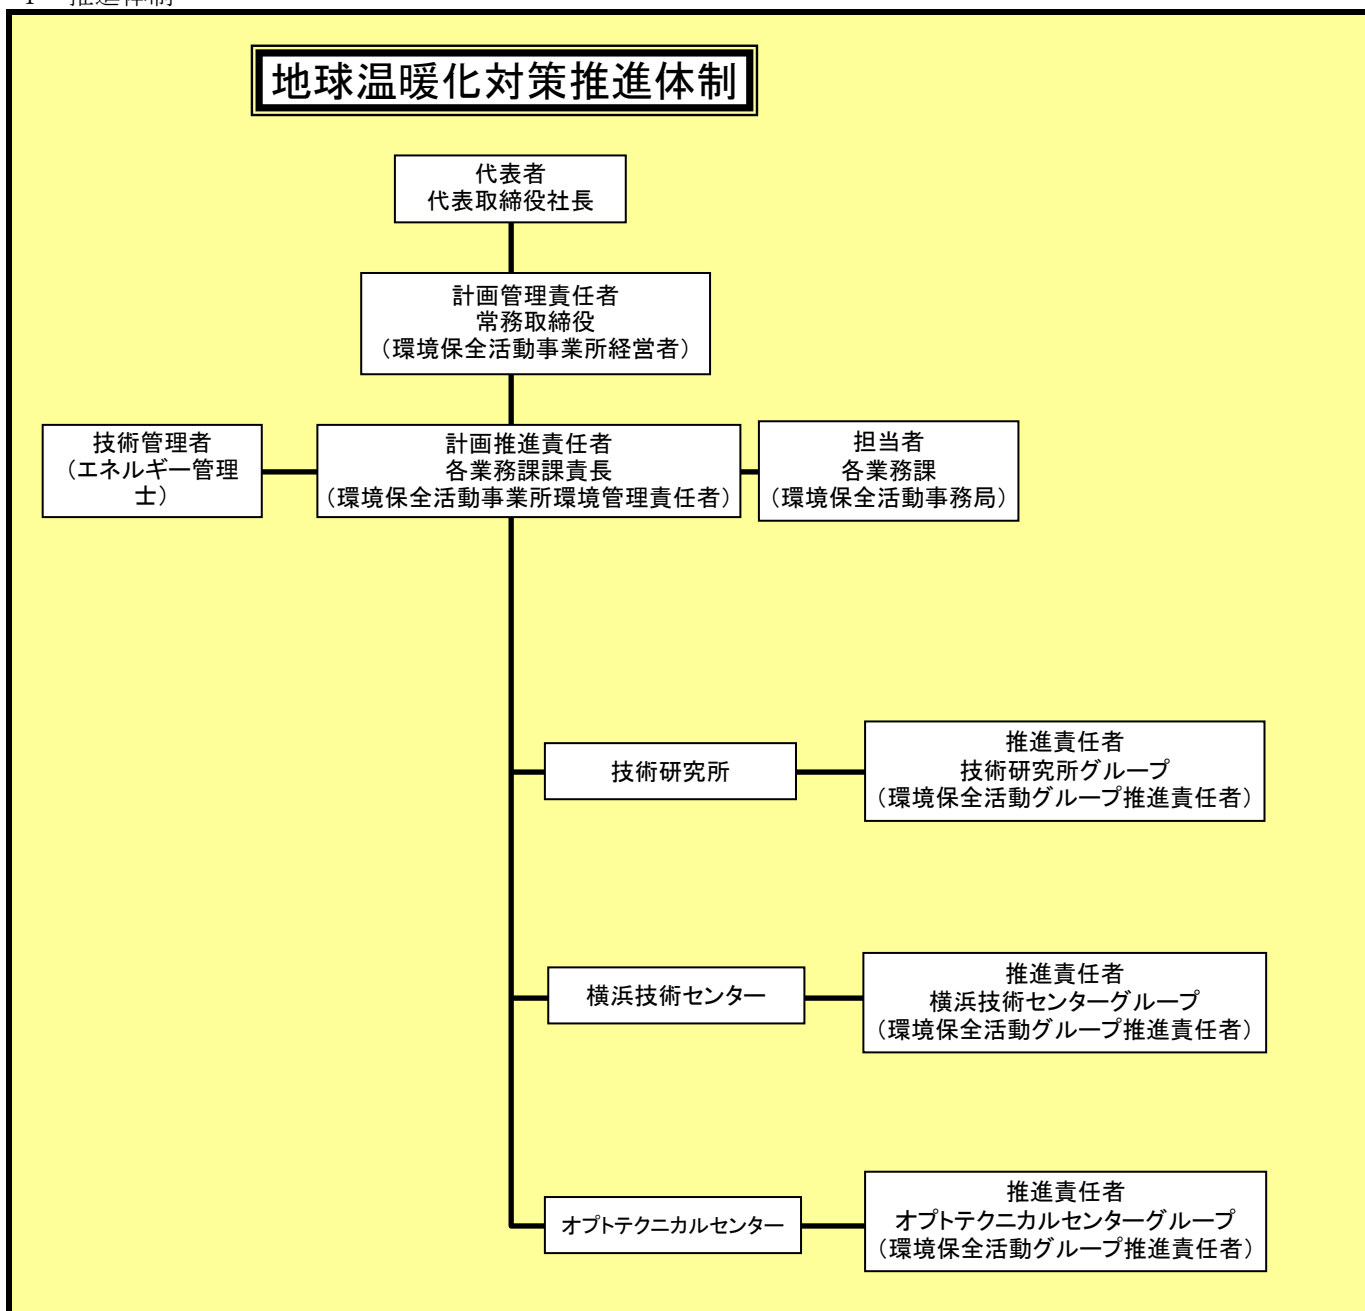 地球温暖化対策推進体制
代表者
代表取締役社長
計画管理責任者
常務取締役
（環境保全活動事業所経営者）
技術管理者
（エネルギー管理
士）
計画推進責任者
各業務課課責長
（環境保全活動事業所環境管理責任者）
担当者
各業務課
（環境保全活動事務局）
技術研究所
推進責任者
技術研究所グループ
（環境保全活動グループ推進責任者）
横浜技術センター
推進責任者
横浜技術センターグループ
（環境保全活動グループ推進責任者）
オプトテクニカルセンター
推進責任者
オプトテクニカルセンターグループ
（環境保全活動グループ推進責任者）